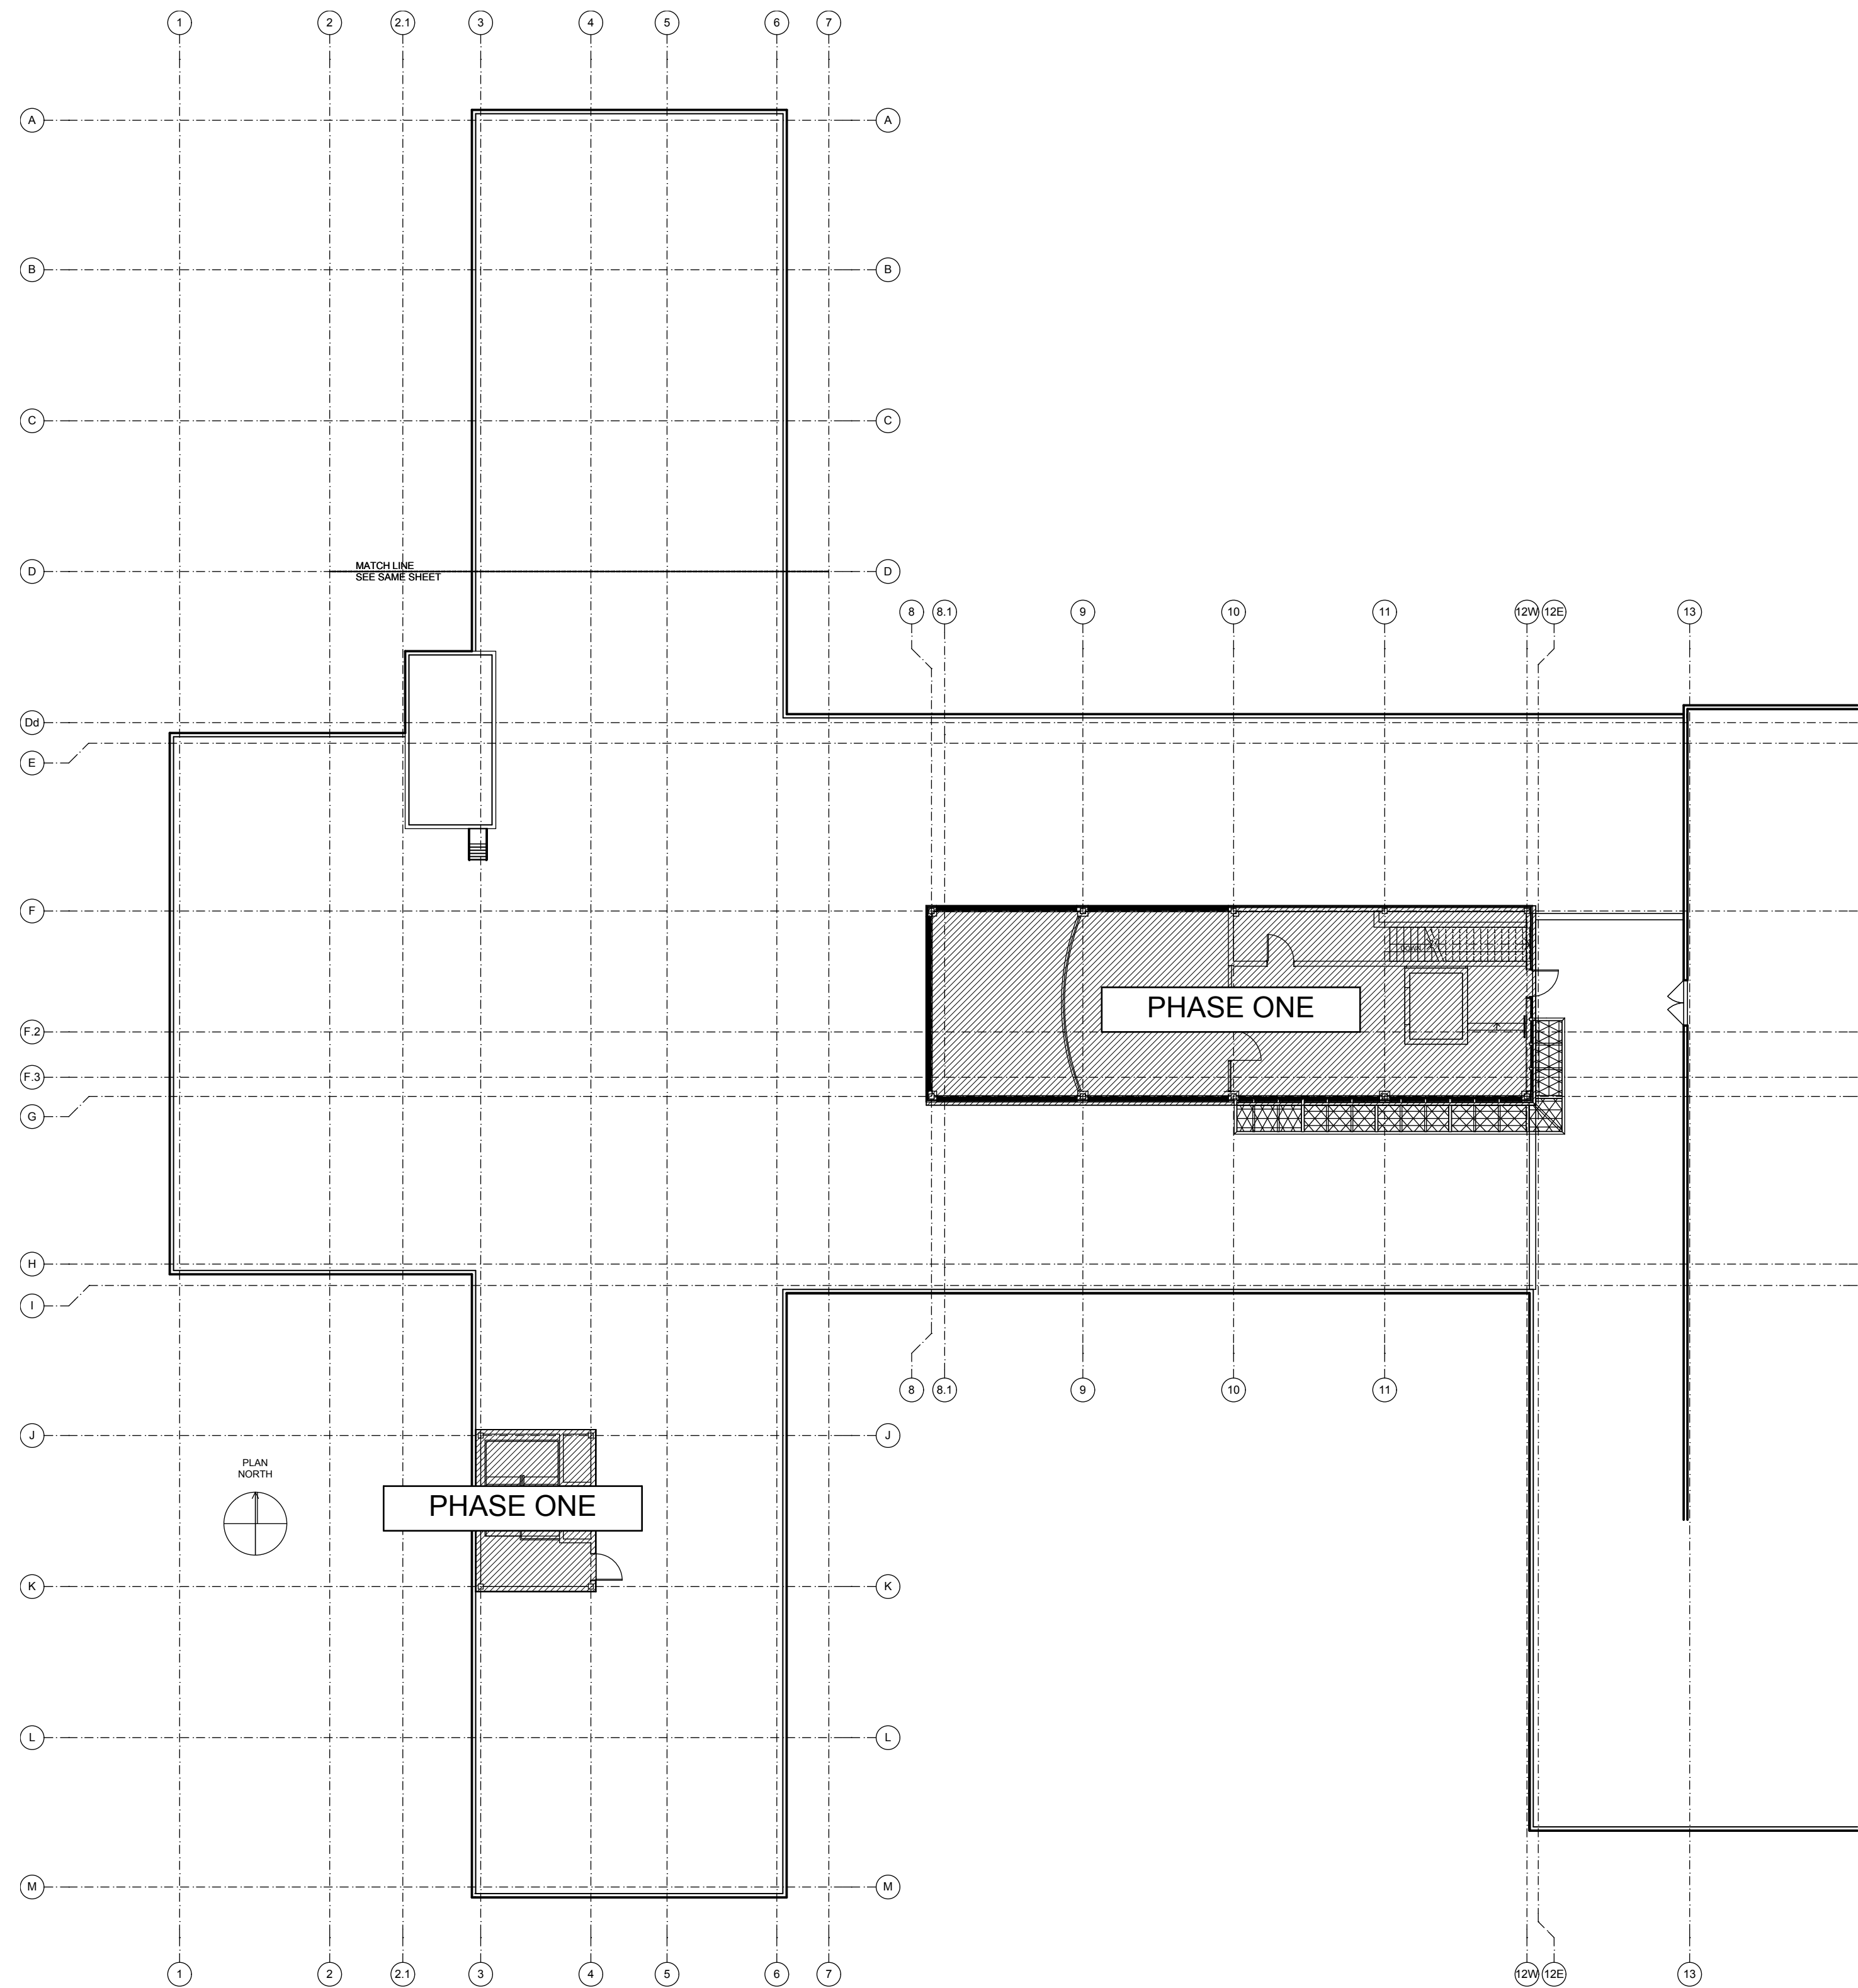 1 2 2.1 3 4 5 6 7
A A
B B
C C
MATCH LINE
SEE SAME SHEET
D D
8 8.1 9 10 11 12W 12E 13
Dd
E
F
DOWN
PHASE ONE
F.2
F.3
G
H
I
8 8.1 9 10 11
J J
PLAN
NORTH
PHASE ONE
K K
L L
M M
1 2 2.1 3 4 5 6 7 12W 12E 13